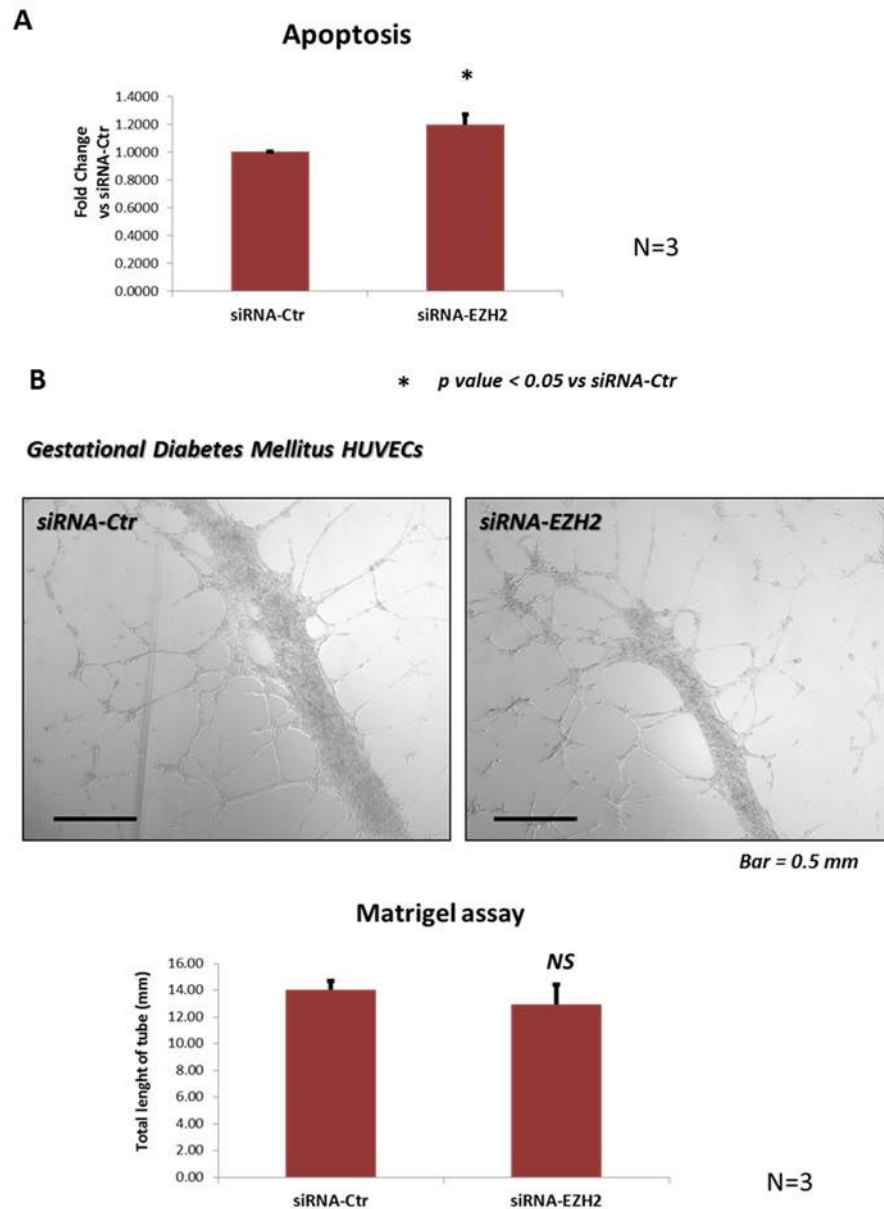 A
Apoptosis
*
1.4000
1.2000
1.0000
0.8000
0.6000
0.4000
0.2000
0.0000
Fold Change
vs siRNA-Ctr
siRNA-Ctr
siRNA-EZH2
N=3
* p value < 0.05 vs siRNA-Ctr
B
Gestational Diabetes Mellitus HUVECs
siRNA-Ctr
siRNA-EZH2
Bar = 0.5 mm
Matrigel assay
NS
16.00
14.00
12.00
10.00
8.00
6.00
4.00
2.00
0.00
Total lenght of tube (mm)
siRNA-Ctr
siRNA-EZH2
N=3